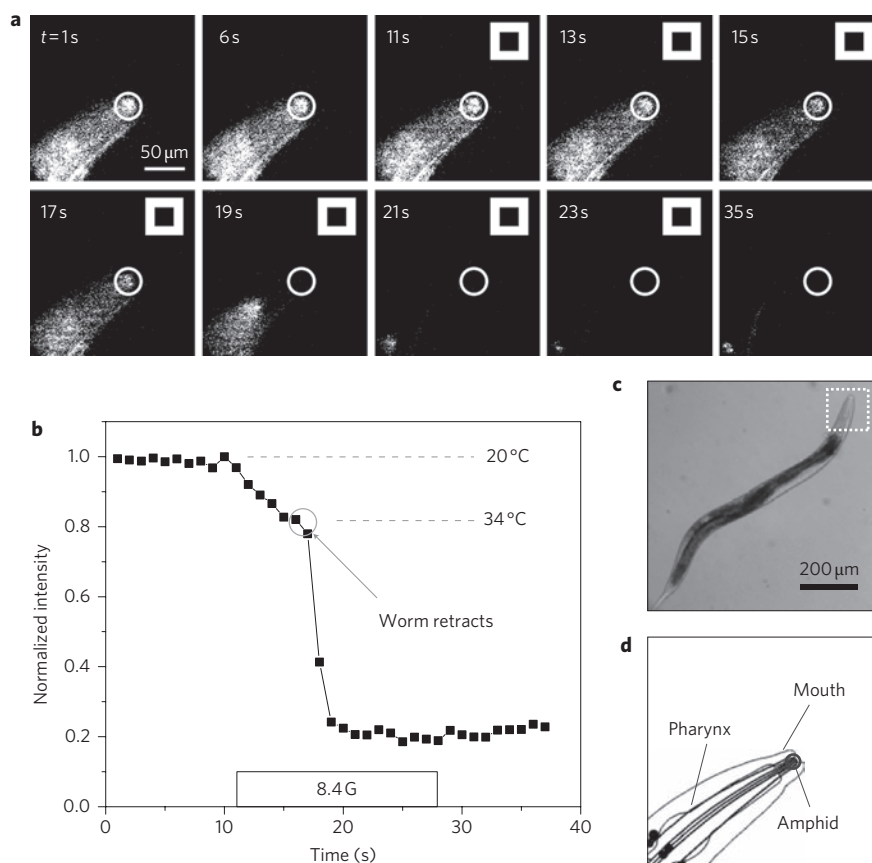 a
t = 1 s
6 s
11 s
13 s
15 s
50 μm
17 s
19 s
21 s
23 s
35 s
b
1.0
0.8
0.6
0.4
0.2
0.0
Normalized intensity
20 °C
34 °C
Worm retracts
8.4 G
0
10
20
30
40
Time (s)
c
200 μm
d
Mouth
Pharynx
Amphid